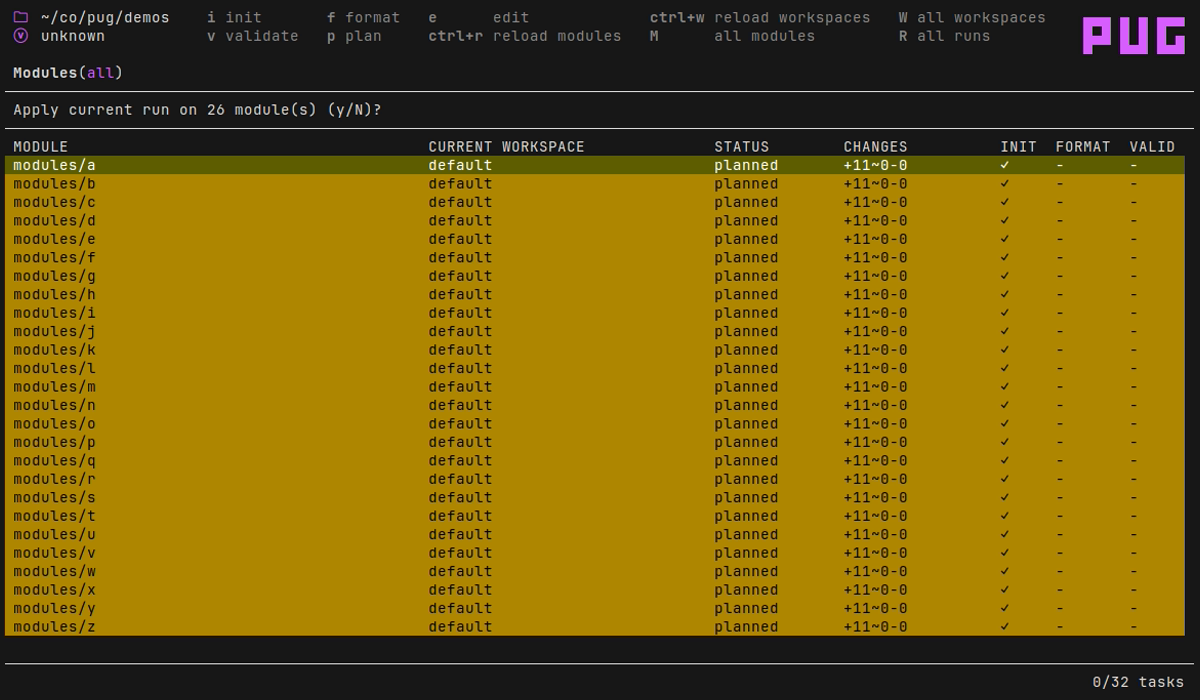 ~/co/pug/demos i init f format e edit ctrl+w reload workspaces W all workspaces
unknown v validate p plan ctrl+r reload modules M all modules R all runs
PUG
Modules(all)
Apply current run on 26 module(s) (y/N)?
MODULE CURRENT WORKSPACE STATUS CHANGES INIT FORMAT VALID
modules/a default planned +11~0-0 ✓ - -
modules/b default planned +11~0-0 ✓ - -
modules/c default planned +11~0-0 ✓ - -
modules/d default planned +11~0-0 ✓ - -
modules/e default planned +11~0-0 ✓ - -
modules/f default planned +11~0-0 ✓ - -
modules/g default planned +11~0-0 ✓ - -
modules/h default planned +11~0-0 ✓ - -
modules/i default planned +11~0-0 ✓ - -
modules/j default planned +11~0-0 ✓ - -
modules/k default planned +11~0-0 ✓ - -
modules/l default planned +11~0-0 ✓ - -
modules/m default planned +11~0-0 ✓ - -
modules/n default planned +11~0-0 ✓ - -
modules/o default planned +11~0-0 ✓ - -
modules/p default planned +11~0-0 ✓ - -
modules/q default planned +11~0-0 ✓ - -
modules/r default planned +11~0-0 ✓ - -
modules/s default planned +11~0-0 ✓ - -
modules/t default planned +11~0-0 ✓ - -
modules/u default planned +11~0-0 ✓ - -
modules/v default planned +11~0-0 ✓ - -
modules/w default planned +11~0-0 ✓ - -
modules/x default planned +11~0-0 ✓ - -
modules/y default planned +11~0-0 ✓ - -
modules/z default planned +11~0-0 ✓ - -
0/32 tasks